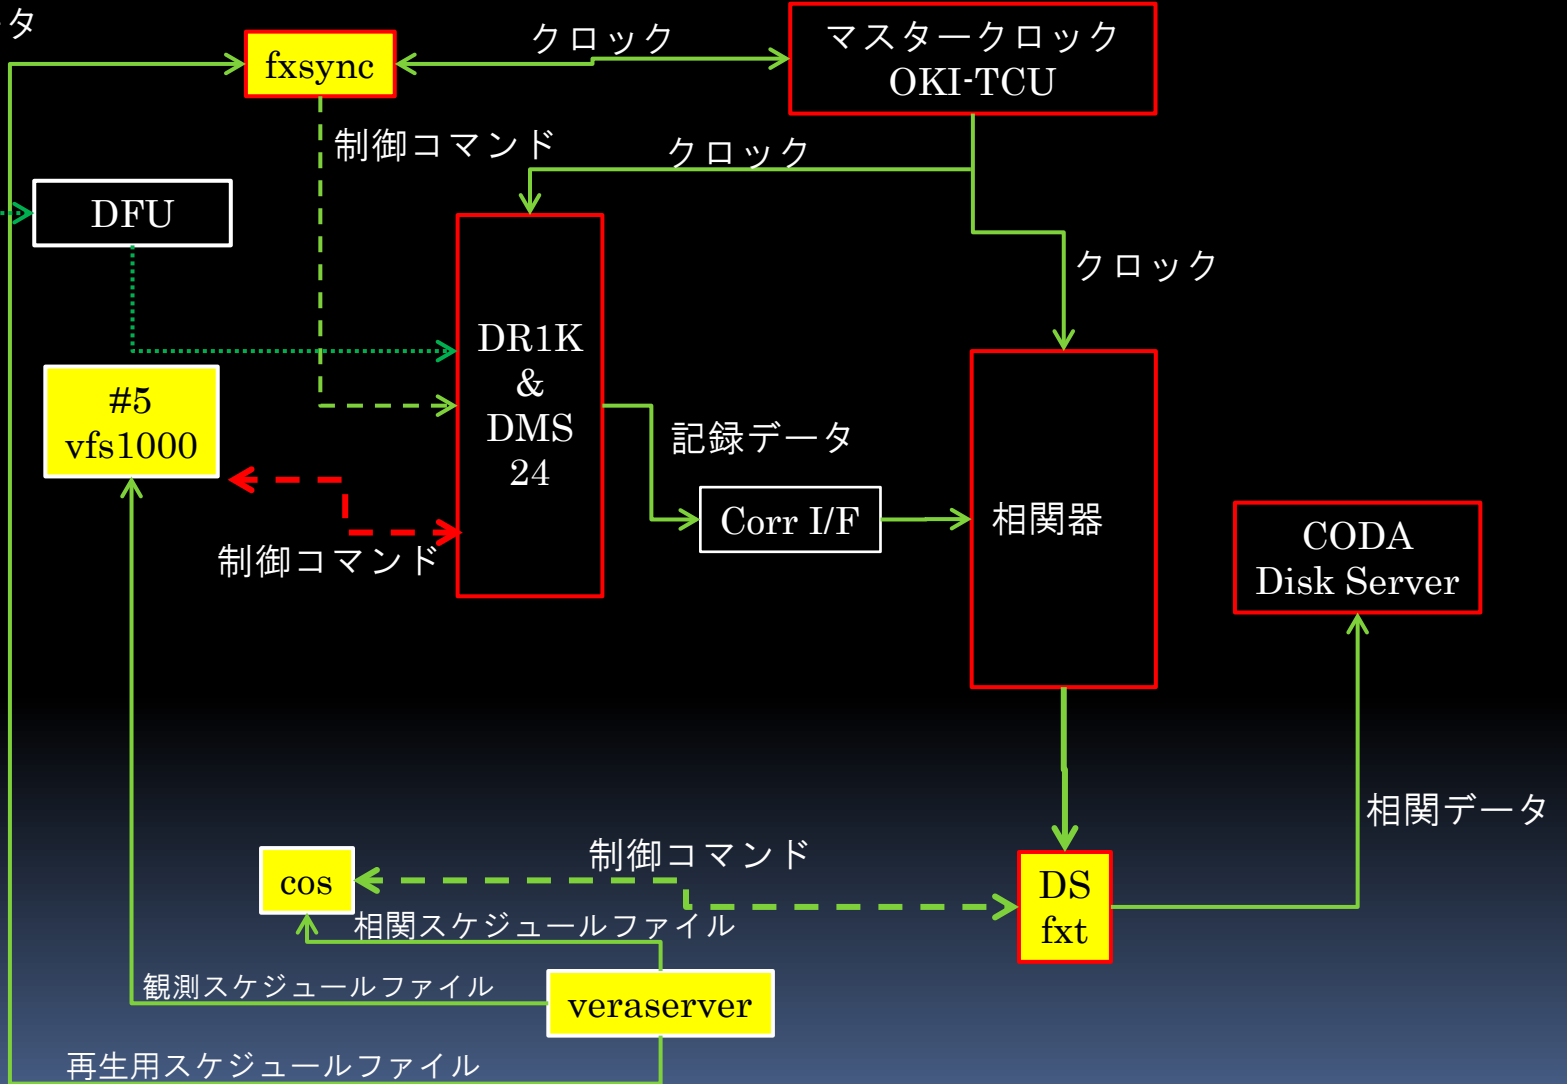 タ
fxsync
クロック
マスタークロック
OKI-TCU
制御コマンド
クロック
DFU
クロック
DR1K
&
DMS
24
#5
vfs1000
記録データ
Corr I/F
相関器
制御コマンド
CODA
Disk Server
相関データ
制御コマンド
cos
DS
fxt
相関スケジュールファイル
観測スケジュールファイル
veraserver
再生用スケジュールファイル